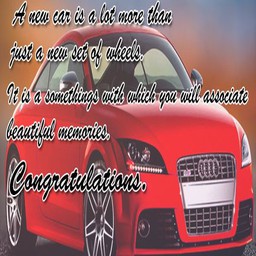 A new car is a lot more than
just a new set of wheels.
It is a somethings with which you will associate
beautiful memories.
Congratulations.